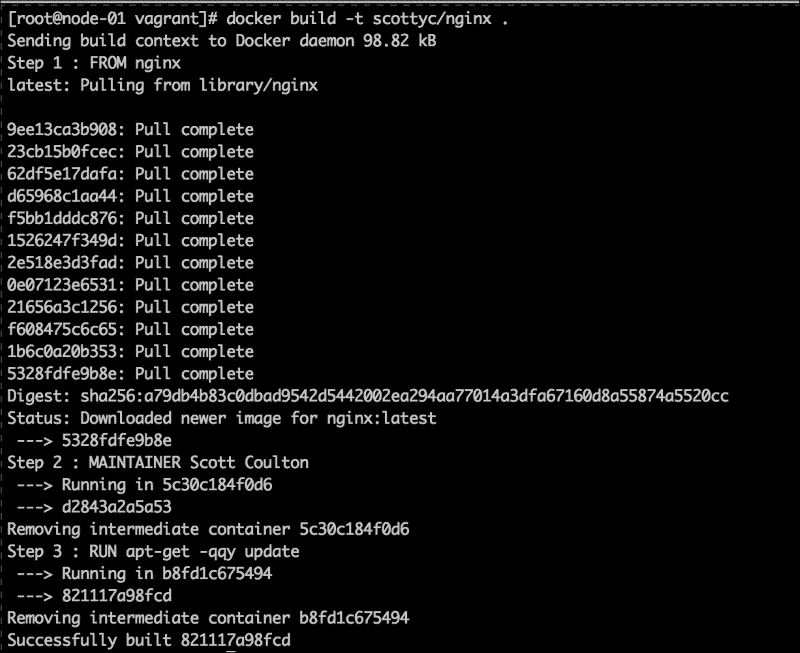 [root@node-01 vagrant]# docker build -t scottyc/nginx .
Sending build context to Docker daemon 98.82 kB
Step 1 : FROM nginx
latest: Pulling from library/nginx
9ee13ca3b908: Pull complete
23cb15b0fcec: Pull complete
62df5e17dafa: Pull complete
d65968c1aa44: Pull complete
f5bb1dddc876: Pull complete
1526247f349d: Pull complete
2e518e3d3fad: Pull complete
0e07123e6531: Pull complete
21656a3c1256: Pull complete
f608475c6c65: Pull complete
1b6c0a20b353: Pull complete
5328fdfe9b8e: Pull complete
Digest: sha256:a79db4b83c0dbad9542d5442002ea294aa77014a3dfa67160d8a55874a5520cc
Status: Downloaded newer image for nginx:latest
 ---> 5328fdfe9b8e
Step 2 : MAINTAINER Scott Coulton
 ---> Running in 5c30c184f0d6
 ---> d2843a2a5a53
Removing intermediate container 5c30c184f0d6
Step 3 : RUN apt-get -qqy update
 ---> Running in b8fd1c675494
 ---> 821117a98fcd
Removing intermediate container b8fd1c675494
Successfully built 821117a98fcd